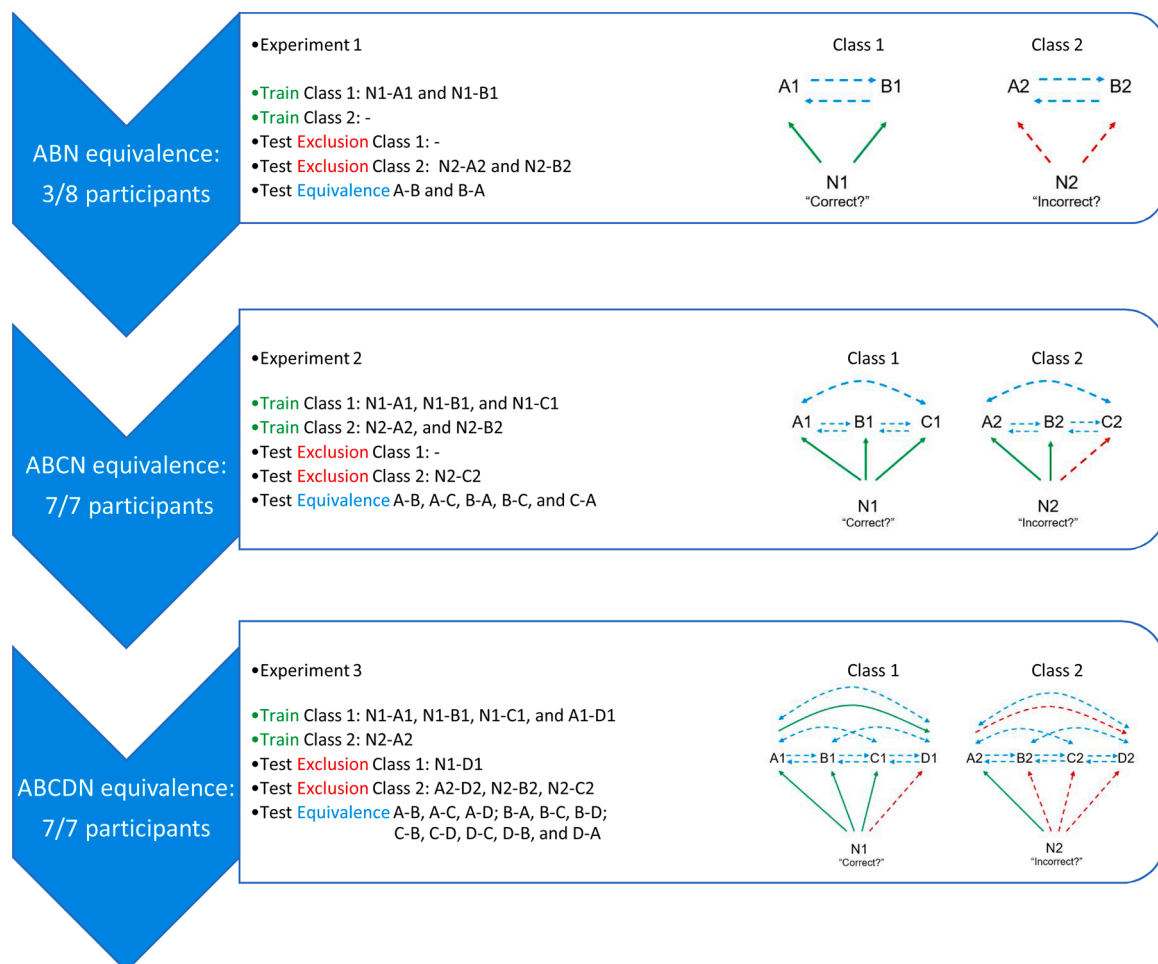 ABN equivalence:
3/8 participants
•Experiment 1
•Train Class 1: N1-A1 and N1-B1
•Train Class 2: -
•Test Exclusion Class 1: -
•Test Exclusion Class 2:  N2-A2 and N2-B2
•Test Equivalence A-B and B-A
Class 1
A1 B1
N1
“Correct?”
Class 2
A2 B2
N2
“Incorrect?
ABCN equivalence:
7/7 participants
•Experiment 2
•Train Class 1: N1-A1, N1-B1, and N1-C1
•Train Class 2: N2-A2, and N2-B2
•Test Exclusion Class 1: -
•Test Exclusion Class 2: N2-C2
•Test Equivalence A-B, A-C, B-A, B-C, and C-A
Class 1
A1 B1 C1
N1
“Correct?”
Class 2
A2 B2 C2
N2
“Incorrect?”
ABCDN equivalence:
7/7 participants
•Experiment 3
•Train Class 1: N1-A1, N1-B1, N1-C1, and A1-D1
•Train Class 2: N2-A2
•Test Exclusion Class 1: N1-D1
•Test Exclusion Class 2: A2-D2, N2-B2, N2-C2
•Test Equivalence A-B, A-C, A-D; B-A, B-C, B-D;
C-B, C-D, D-C, D-B, and D-A
Class 1
A1 B1 C1 D1
N1
“Correct?”
Class 2
A2 B2 C2 D2
N2
“Incorrect?”